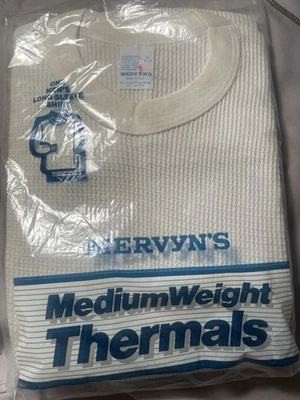 ONE
MEN'S
LONG SLEEVE
SHIRT
MERVYN'S
MERVYN'S
MediumWeight
Thermals